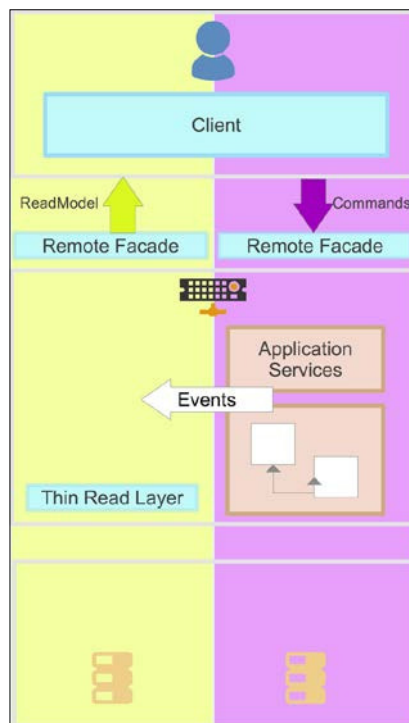 Client
ReadModel
Commands
Remote Facade
Remote Facade
Application
Services
Events
Thin Read Layer